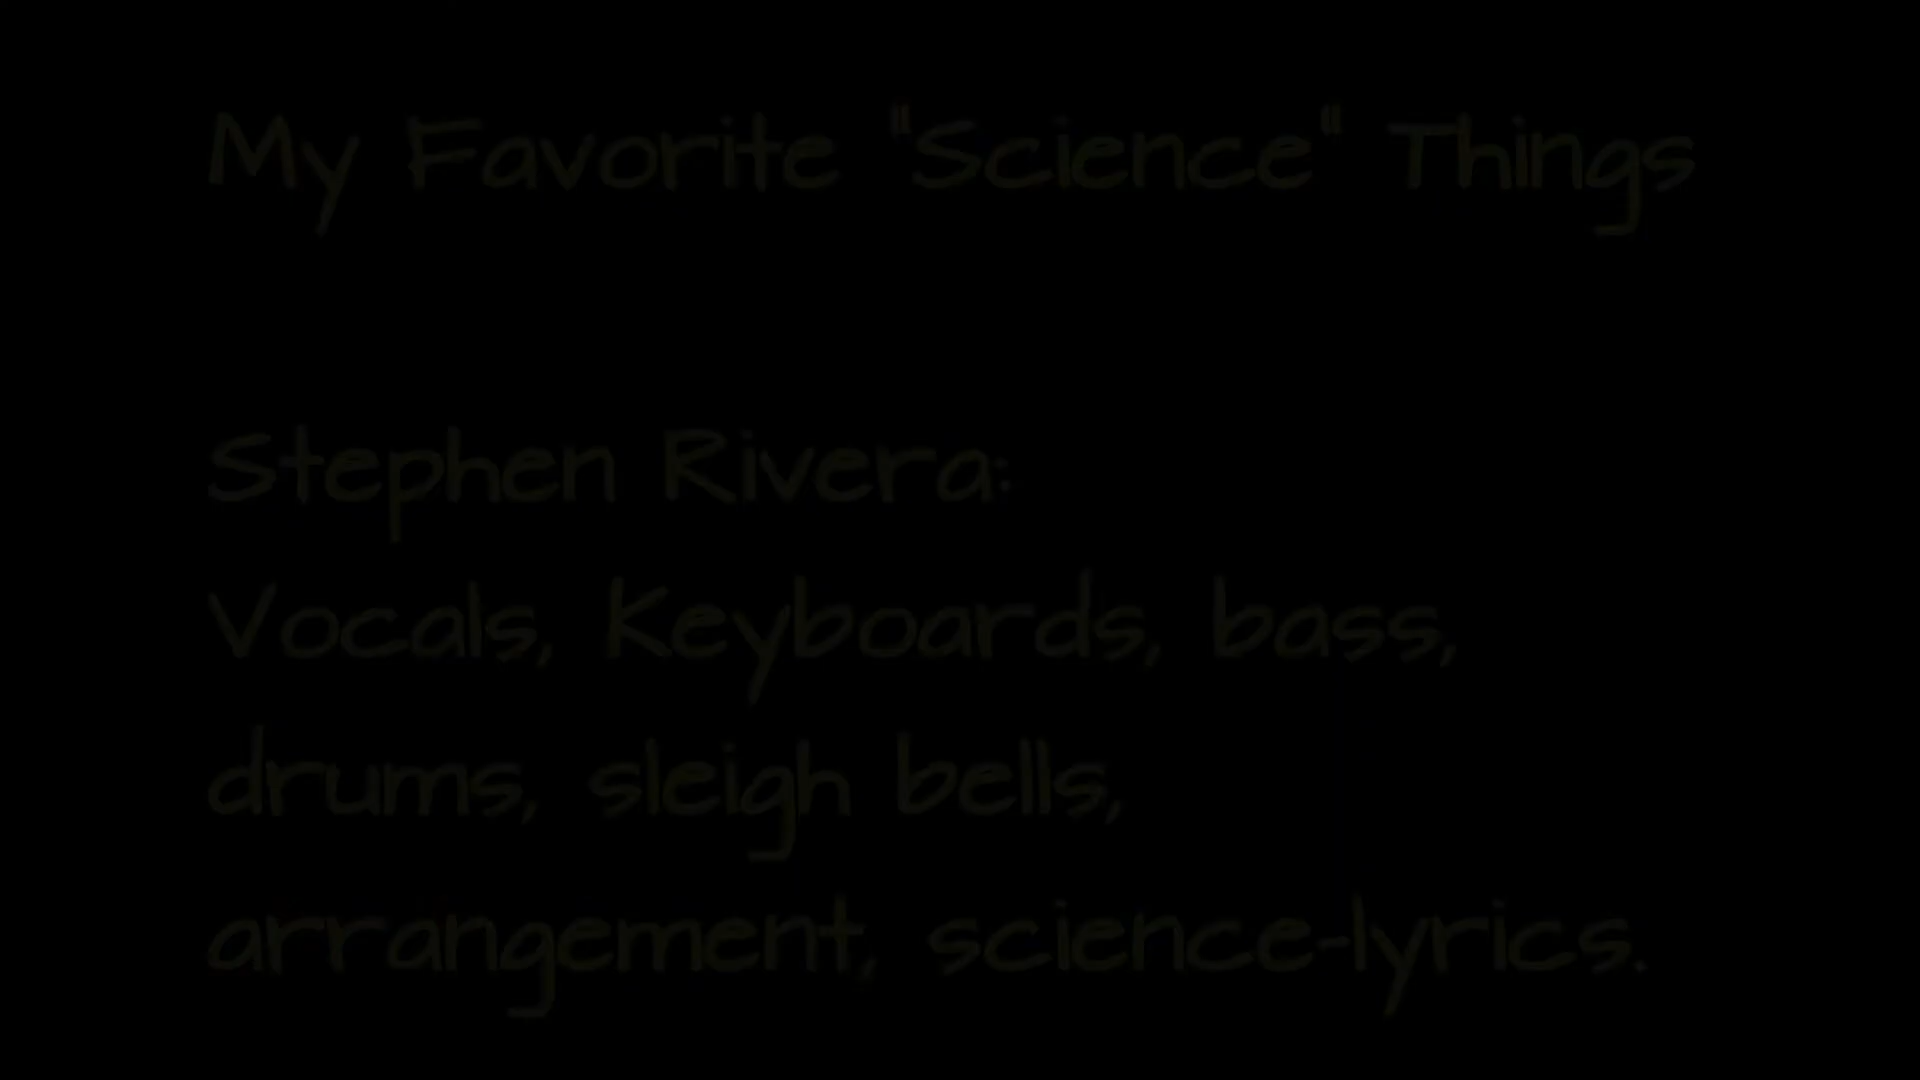 My Favorite "Science" Things
Stephen Rivera:
Vocals, Keyboards, bass,
drums, sleigh bells,
arrangement, science-lyrics.